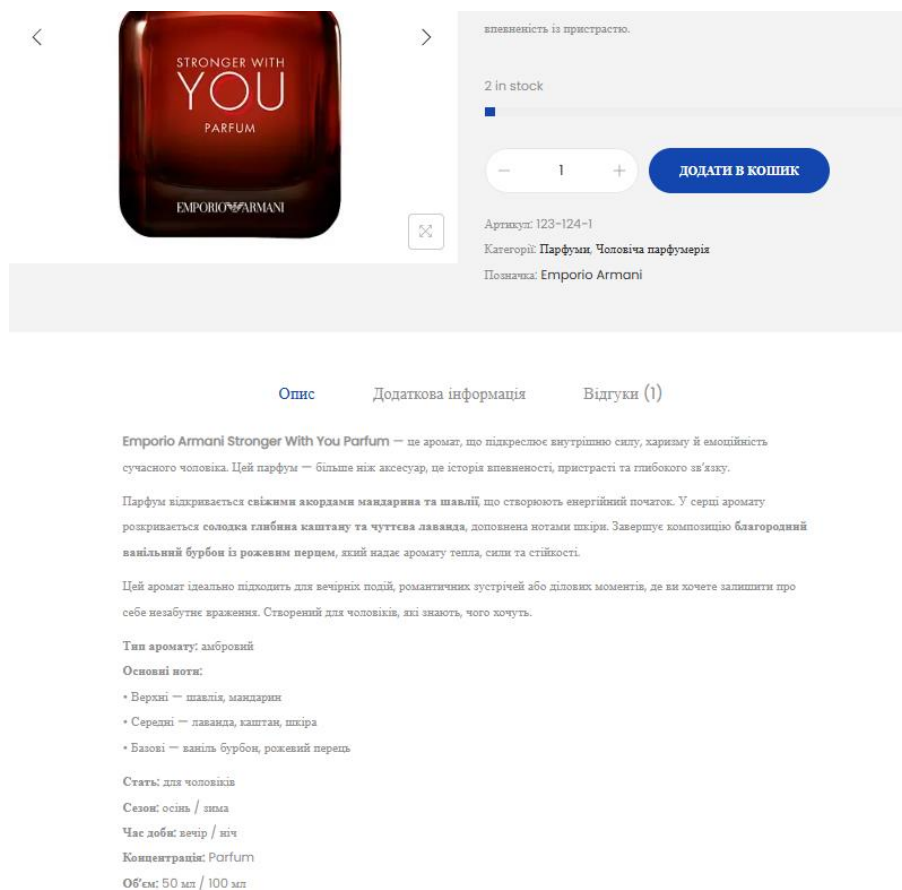 впевненість із пристрастю.
STRONGER WITH
YOU
PARFUM
EMPORIO ARMANI
2 in stock
− 1 +
ДОДАТИ В КОШИК
Артикул: 123-124-1
Категорії: Парфуми, Чоловіча парфумерія
Позначка: Emporio Armani
Опис Додаткова інформація Відгуки (1)
Emporio Armani Stronger With You Parfum — це аромат, що підкреслює внутрішню силу, харизму й емоційність
сучасного чоловіка. Цей парфум — більше ніж аксесуар, це історія впевненості, пристрасті та глибокого зв’язку.
Парфум відкривається свіжими акордами мандарина та шавлії, що створюють енергійний початок. У серці аромату
розкривається солодка глибина каштану та чуттєва лаванда, доповнена нотами шкіри. Завершує композицію благородний
ванільний бурбон із рожевим перцем, який надає аромату тепла, сили та стійкості.
Цей аромат ідеально підходить для вечірніх подій, романтичних зустрічей або ділових моментів, де ви хочете залишити про
себе незабутнє враження. Створений для чоловіків, які знають, чого хочуть.
Тип аромату: амбровий
Основні ноти:
• Верхні — шавлія, мандарин
• Середні — лаванда, каштан, шкіра
• Базові — ваніль бурбон, рожевий перець
Стать: для чоловіків
Сезон: осінь / зима
Час доби: вечір / ніч
Концентрація: Parfum
Об’єм: 50 мл / 100 мл